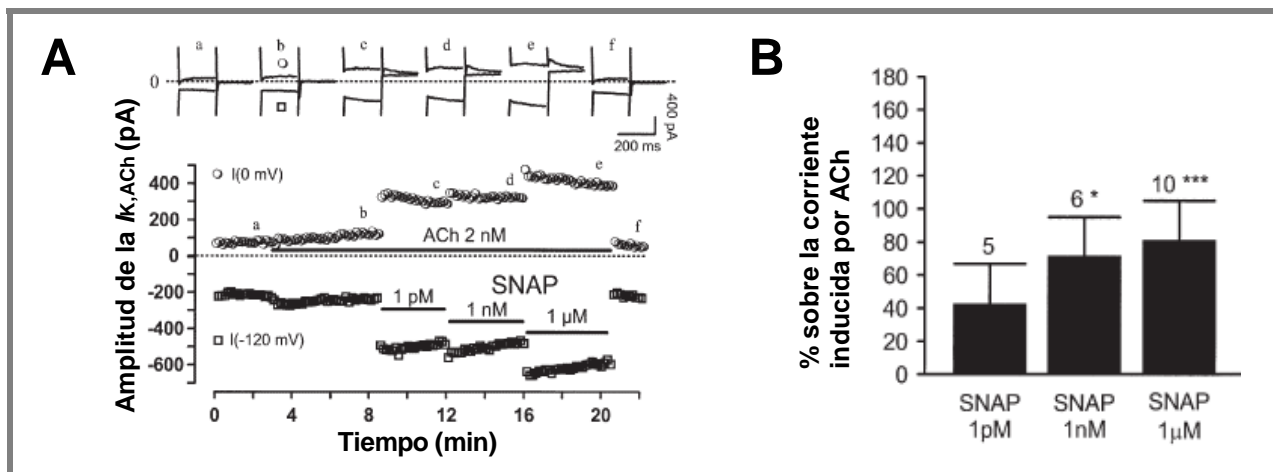 A
a b c d e f
0
400 pA
200 ms
Amplitud de la IK,ACh (pA)
400
200
0
-200
-400
-600
I(0 mV)
a
b
c
d
e
f
ACh 2 nM
SNAP
1 pM
1 nM
1 µM
I(-120 mV)
0 4 8 12 16 20
Tiempo (min)
B
% sobre la corriente
inducida por ACh
180
160
140
120
100
80
60
40
20
0
5
6 *
10 ***
SNAP SNAP SNAP
1pM 1nM 1µM